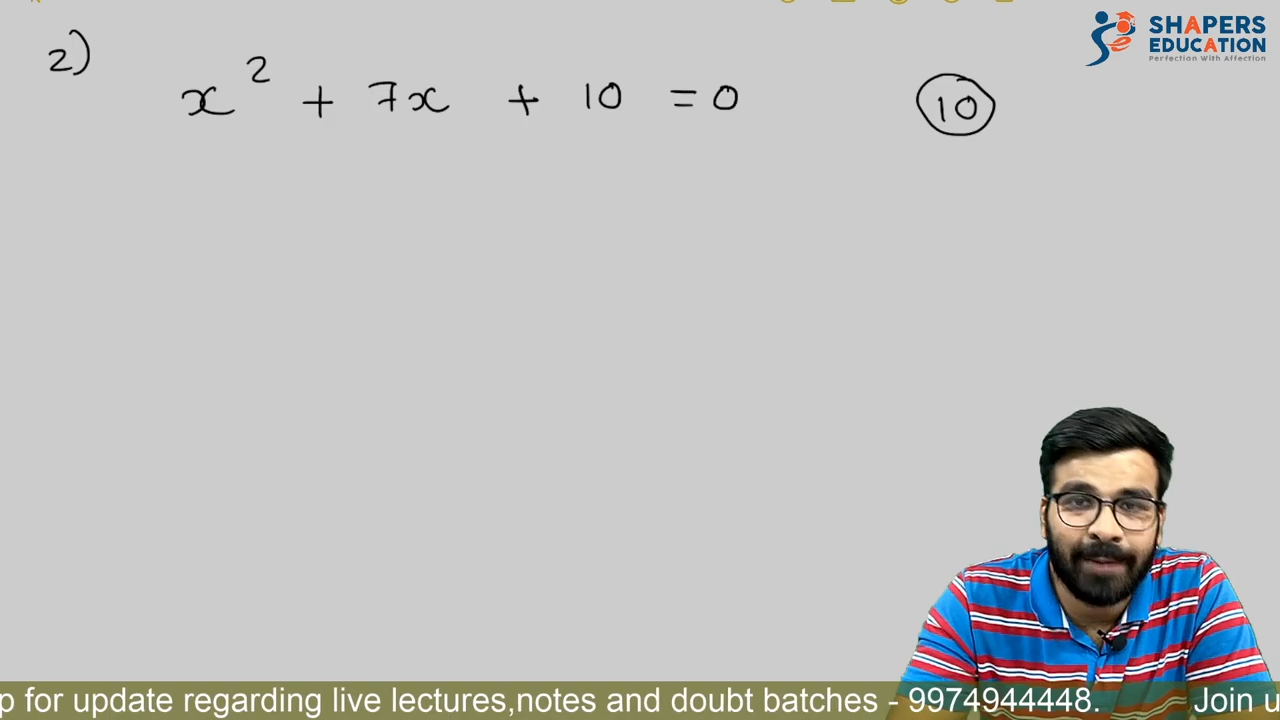 2)
x² + 7x + 10 = 0
10
SHAPERS
EDUCATION
Perfection With Affection
p for update regarding live lectures,notes and doubt batches - 9974944448. Join u